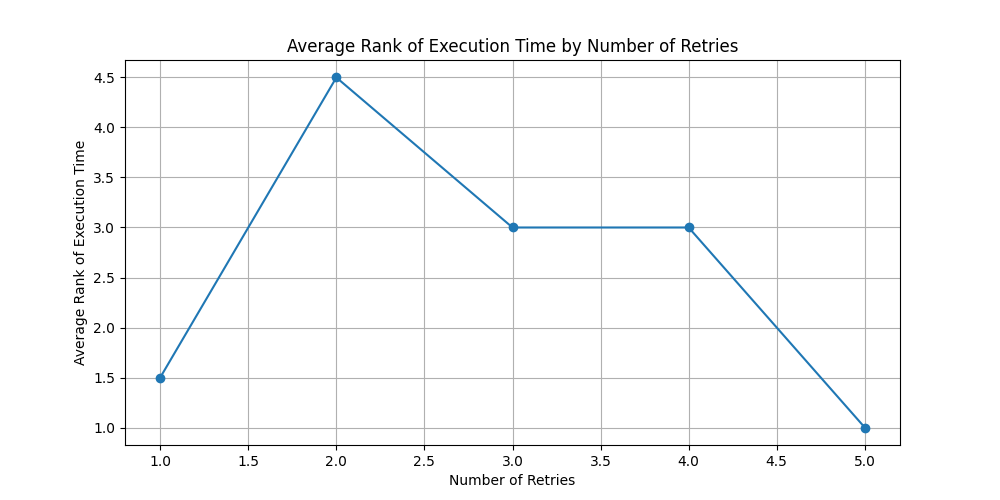 Average Rank of Execution Time by Number of Retries
Average Rank of Execution Time
4.5
4.0
3.5
3.0
2.5
2.0
1.5
1.0
1.0 1.5 2.0 2.5 3.0 3.5 4.0 4.5 5.0
Number of Retries